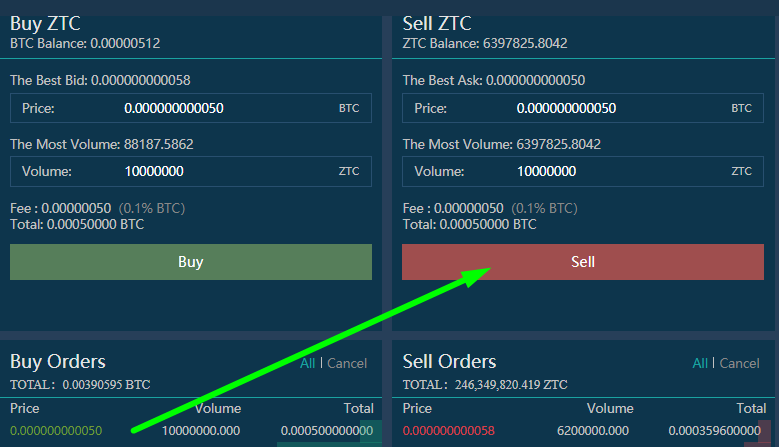 Buy ZTC
BTC Balance: 0.00000512
The Best Bid: 0.000000000058
Price: 0.000000000050 BTC
The Most Volume: 88187.5862
Volume: 10000000 ZTC
Fee : 0.00000050 (0.1% BTC)
Total: 0.00050000 BTC
Buy
Sell ZTC
ZTC Balance: 6397825.8042
The Best Ask: 0.000000000050
Price: 0.000000000050 BTC
The Most Volume: 6397825.8042
Volume: 10000000 ZTC
Fee : 0.00000050 (0.1% BTC)
Total: 0.00050000 BTC
Sell
Buy Orders All | Cancel
TOTAL: 0.00390595 BTC
Price Volume Total
0.000000000050 10000000.000 0.000500000000
Sell Orders All | Cancel
TOTAL: 246,349,820.419 ZTC
Price Volume Total
0.000000000058 6200000.000 0.000359600000